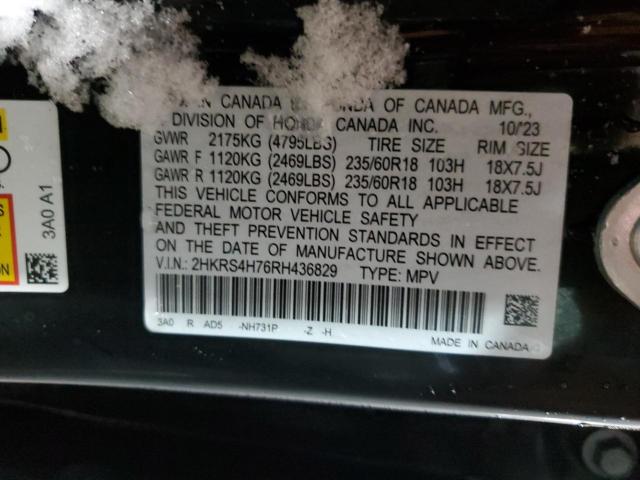 CANADA OF CANADA MFG.,
DIVISION OF HONDA CANADA INC. 10/'23
GVWR 2175KG (4795LBS) TIRE SIZE RIM SIZE
GAWR F 1120KG (2469LBS) 235/60R18 103H 18X7.5J
GAWR R 1120KG (2469LBS) 235/60R18 103H 18X7.5J
THIS VEHICLE CONFORMS TO ALL APPLICABLE
FEDERAL MOTOR VEHICLE SAFETY
AND THEFT PREVENTION STANDARDS IN EFFECT
ON THE DATE OF MANUFACTURE SHOWN ABOVE.
V.I.N.: 2HKRS4H76RH436829 TYPE: MPV
3A0 R AD5 -NH731P -Z -H
MADE IN CANADA
3A0 A1